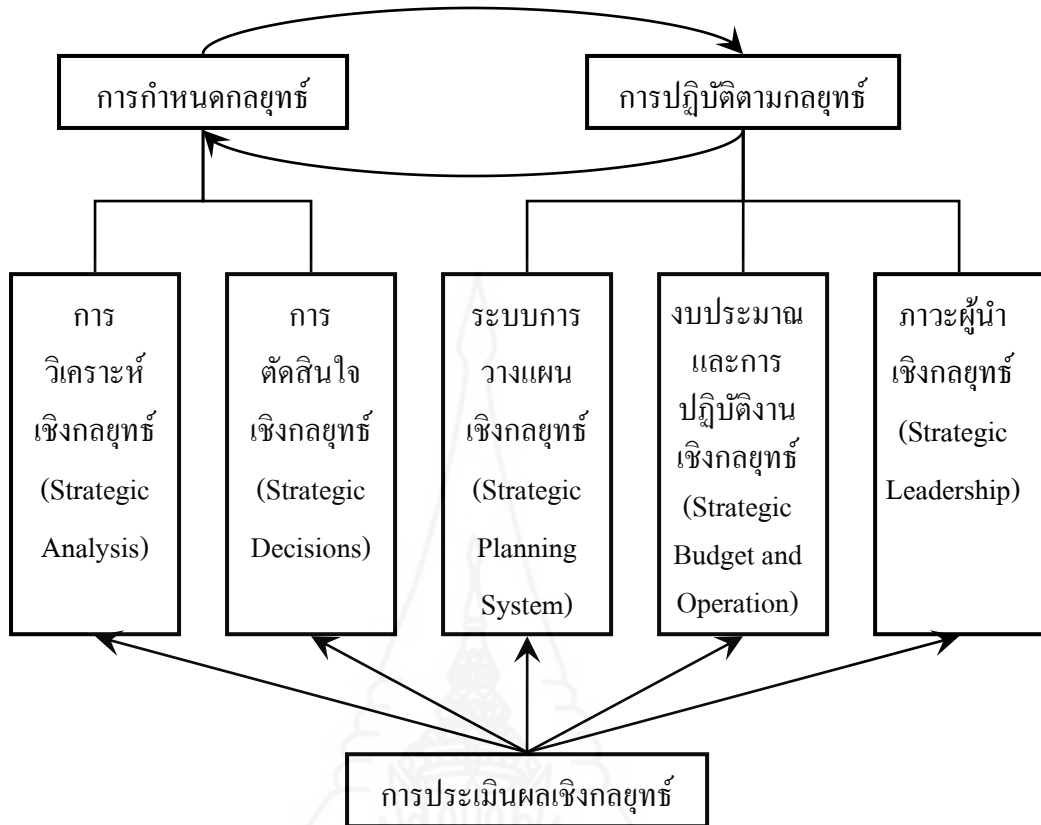 การกำหนดกลยุทธ์
การปฏิบัติตามกลยุทธ์
การ
วิเคราะห์
เชิงกลยุทธ์
(Strategic
Analysis)
การ
ตัดสินใจ
เชิงกลยุทธ์
(Strategic
Decisions)
ระบบการ
วางแผน
เชิงกลยุทธ์
(Strategic
Planning
System)
งบประมาณ
และการ
ปฏิบัติงาน
เชิงกลยุทธ์
(Strategic
Budget and
Operation)
ภาวะผู้นำ
เชิงกลยุทธ์
(Strategic
Leadership)
การประเมินผลเชิงกลยุทธ์